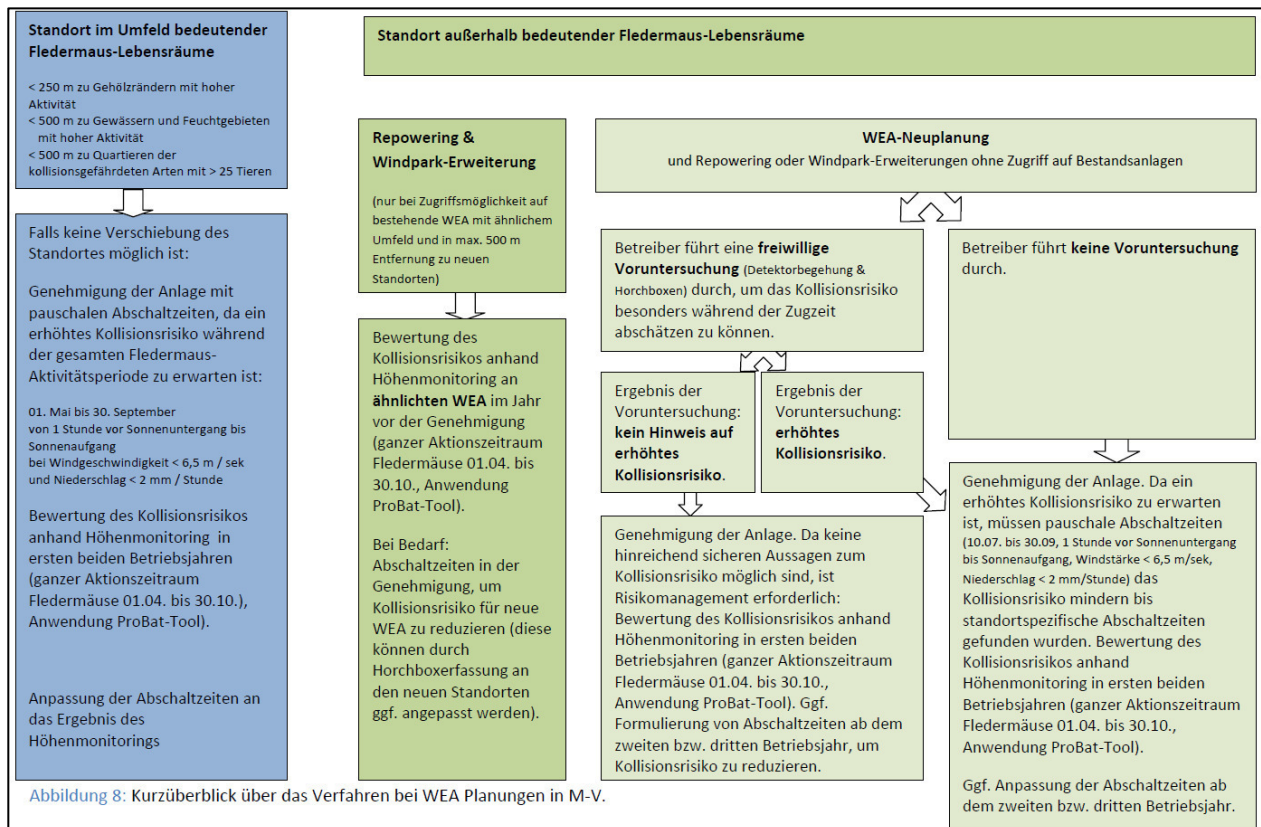 Standort im Umfeld bedeutender
Fledermaus-Lebensräume
< 250 m zu Gehölzrändern mit hoher
Aktivität
< 500 m zu Gewässern und Feuchtgebieten
mit hoher Aktivität
< 500 m zu Quartieren der
kollisionsgefährdeten Arten mit > 25 Tieren
Falls keine Verschiebung des
Standortes möglich ist:
Genehmigung der Anlage mit
pauschalen Abschaltzeiten, da ein
erhöhtes Kollisionsrisiko während
der gesamten Fledermaus-
Aktivitätsperiode zu erwarten ist:
01. Mai bis 30. September
von 1 Stunde vor Sonnenuntergang bis
Sonnenaufgang
bei Windgeschwindigkeit < 6,5 m / sek
und Niederschlag < 2 mm / Stunde
Bewertung des Kollisionsrisikos
anhand Höhenmonitoring in
ersten beiden Betriebsjahren
(ganzer Aktionszeitraum
Fledermäuse 01.04. bis 30.10.),
Anwendung ProBat-Tool).
Anpassung der Abschaltzeiten an
das Ergebnis des
Höhenmonitorings
Standort außerhalb bedeutender Fledermaus-Lebensräume
Repowering &
Windpark-Erweiterung
(nur bei Zugriffsmöglichkeit auf
bestehende WEA mit ähnlichem
Umfeld und in max. 500 m
Entfernung zu neuen
Standorten)
Bewertung des
Kollisionsrisikos anhand
Höhenmonitoring an
ähnlichten WEA im Jahr
vor der Genehmigung
(ganzer Aktionszeitraum
Fledermäuse 01.04. bis
30.10., Anwendung
ProBat-Tool).
Bei Bedarf:
Abschaltzeiten in der
Genehmigung, um
Kollisionsrisiko für neue
WEA zu reduzieren (diese
können durch
Horchboxerfassung an
den neuen Standorten
ggf. angepasst werden).
WEA-Neuplanung
und Repowering oder Windpark-Erweiterungen ohne Zugriff auf Bestandsanlagen
Betreiber führt eine freiwillige
Voruntersuchung (Detektorbegehung &
Horchboxen) durch, um das Kollisionsrisiko
besonders während der Zugzeit
abschätzen zu können.
Ergebnis der
Voruntersuchung:
kein Hinweis auf
erhöhtes
Kollisionsrisiko.
Ergebnis der
Voruntersuchung:
erhöhtes
Kollisionsrisiko.
Genehmigung der Anlage. Da keine
hinreichend sicheren Aussagen zum
Kollisionsrisiko möglich sind, ist
Risikomanagement erforderlich:
Bewertung des Kollisionsrisikos anhand
Höhenmonitoring in ersten beiden
Betriebsjahren (ganzer Aktionszeitraum
Fledermäuse 01.04. bis 30.10.,
Anwendung ProBat-Tool). Ggf.
Formulierung von Abschaltzeiten ab dem
zweiten bzw. dritten Betriebsjahr, um
Kollisionsrisiko zu reduzieren.
Betreiber führt keine Voruntersuchung
durch.
Genehmigung der Anlage. Da ein
erhöhtes Kollisionsrisiko zu erwarten
ist, müssen pauschale Abschaltzeiten
(10.07. bis 30.09, 1 Stunde vor Sonnenuntergang
bis Sonnenaufgang, Windstärke < 6,5 m/sek,
Niederschlag < 2 mm/Stunde) das
Kollisionsrisiko mindern bis
standortspezifische Abschaltzeiten
gefunden wurden. Bewertung des
Kollisionsrisikos anhand
Höhenmonitoring in ersten beiden
Betriebsjahren (ganzer Aktionszeitraum
Fledermäuse 01.04. bis 30.10.,
Anwendung ProBat-Tool).
Ggf. Anpassung der Abschaltzeiten ab
dem zweiten bzw. dritten Betriebsjahr.
Abbildung 8: Kurzüberblick über das Verfahren bei WEA Planungen in M-V.